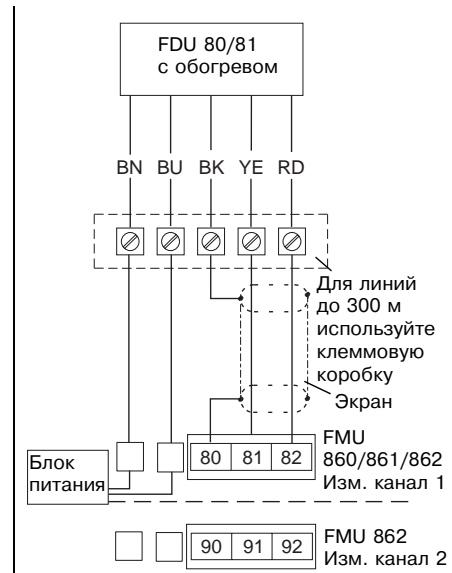 FDU 80/81
с обогревом
BN BU BK YE RD
Для линий
до 300 м
используйте
клеммовую
коробку
Экран
Блок
питания
80 81 82
FMU
860/861/862
Изм. канал 1
90 91 92
FMU 862
Изм. канал 2